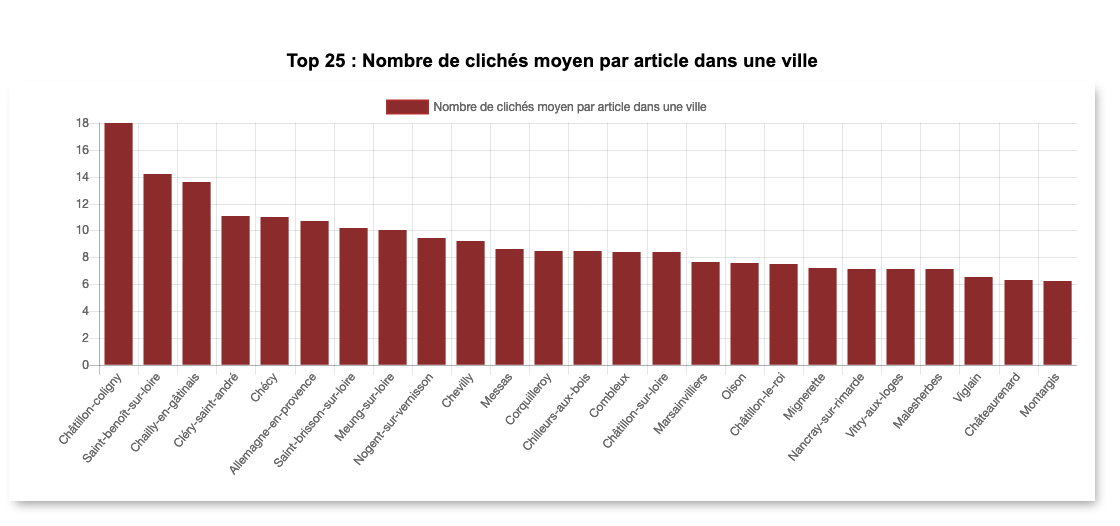 Top 25 : Nombre de clichés moyen par article dans une ville
Nombre de clichés moyen par article dans une ville
18
16
14
12
10
8
6
4
2
0
Châtillon-coligny
Saint-benoît-sur-loire
Chailly-en-gâtinais
Cléry-saint-andré
Chécy
Allemagne-en-provence
Saint-brisson-sur-loire
Meung-sur-loire
Nogent-sur-vernisson
Chevilly
Messas
Corquilleroy
Chilleurs-aux-bois
Combleux
Châtillon-sur-loire
Marsainvilliers
Oison
Châtillon-le-roi
Mignerette
Nancray-sur-rimarde
Vitry-aux-loges
Malesherbes
Viglain
Châteaurenard
Montargis